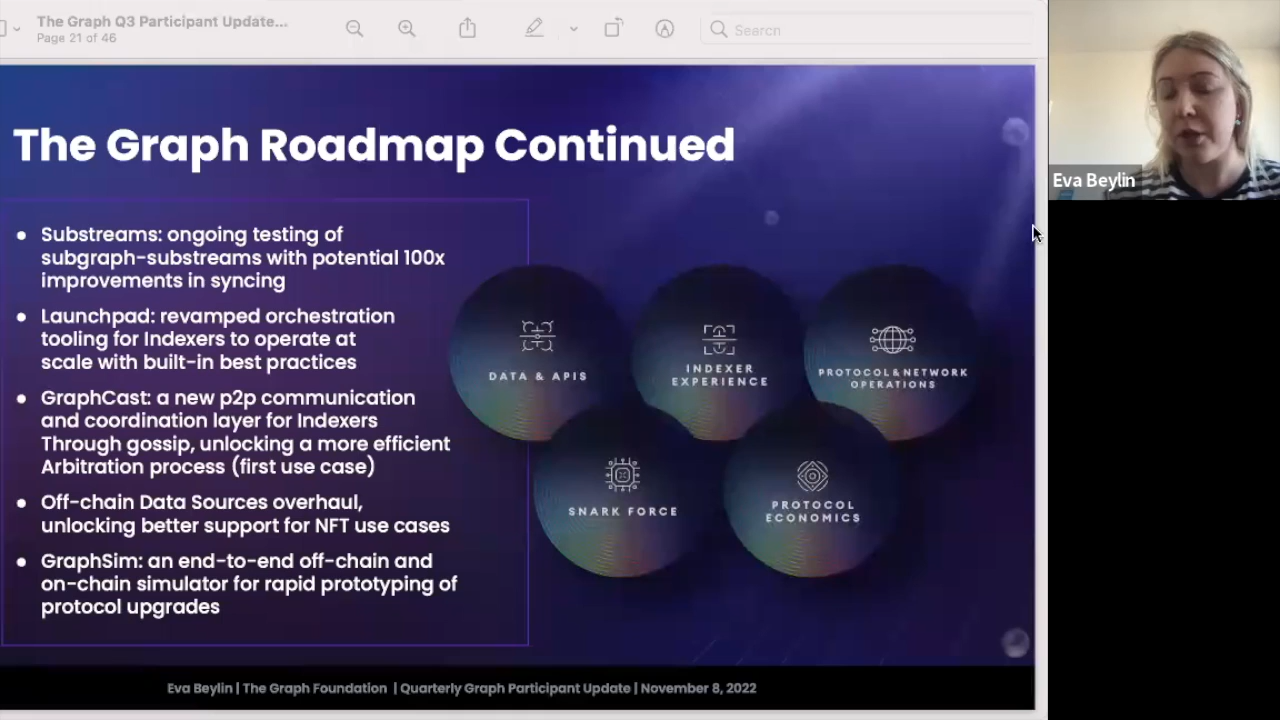 The Graph Q3 Participant Update...
Page 21 of 46
Search
The Graph Roadmap Continued
Substreams: ongoing testing of
subgraph-substreams with potential 100x
improvements in syncing
Launchpad: revamped orchestration
tooling for Indexers to operate at
scale with built-in best practices
GraphCast: a new p2p communication
and coordination layer for Indexers
Through gossip, unlocking a more efficient
Arbitration process (first use case)
Off-chain Data Sources overhaul,
unlocking better support for NFT use cases
GraphSim: an end-to-end off-chain and
on-chain simulator for rapid prototyping of
protocol upgrades
DATA & APIS
INDEXER
EXPERIENCE
PROTOCOL & NETWORK
OPERATIONS
SNARK FORCE
PROTOCOL
ECONOMICS
Eva Beylin | The Graph Foundation | Quarterly Graph Participant Update | November 8, 2022
Eva Beylin